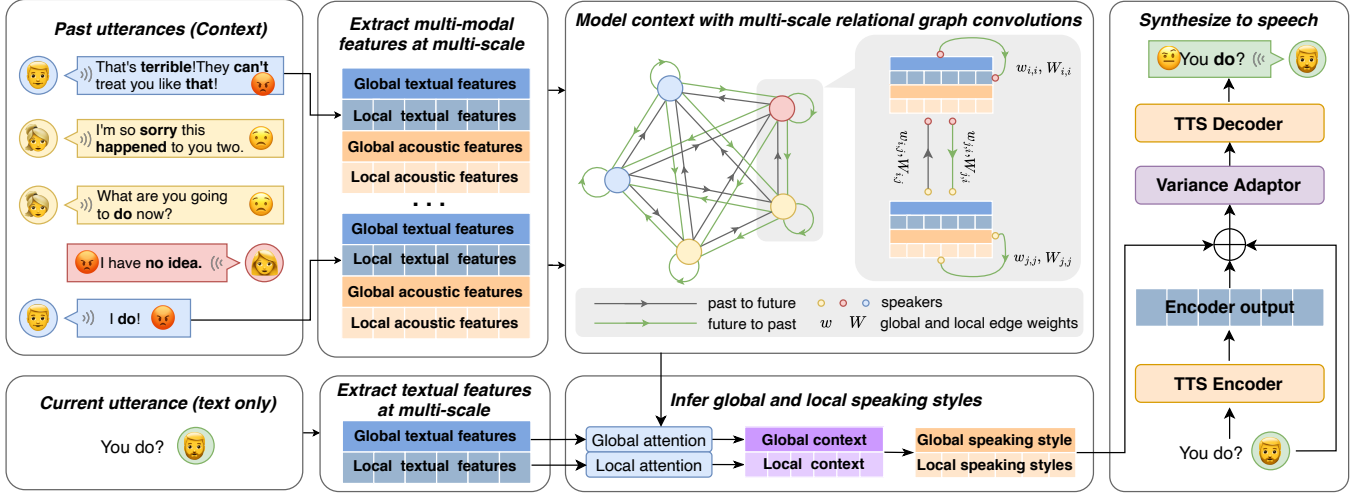 Past utterances (Context)
That's terrible!They can't
treat you like that!
I'm so sorry this
happened to you two.
What are you going
to do now?
I have no idea.
I do!
Extract multi-modal
features at multi-scale
Global textual features
Local textual features
Global acoustic features
Local acoustic features
. . .
Global textual features
Local textual features
Global acoustic features
Local acoustic features
Model context with multi-scale relational graph convolutions
w_{i,i}, W_{i,i}
w_{i,j}, W_{i,j}
w_{j,i}, W_{j,i}
w_{j,j}, W_{j,j}
past to future
speakers
future to past
w W global and local edge weights
Current utterance (text only)
You do?
Extract textual features
at multi-scale
Global textual features
Local textual features
Infer global and local speaking styles
Global attention
Local attention
Global context
Local context
Global speaking style
Local speaking styles
Synthesize to speech
You do?
TTS Decoder
Variance Adaptor
Encoder output
TTS Encoder
You do?